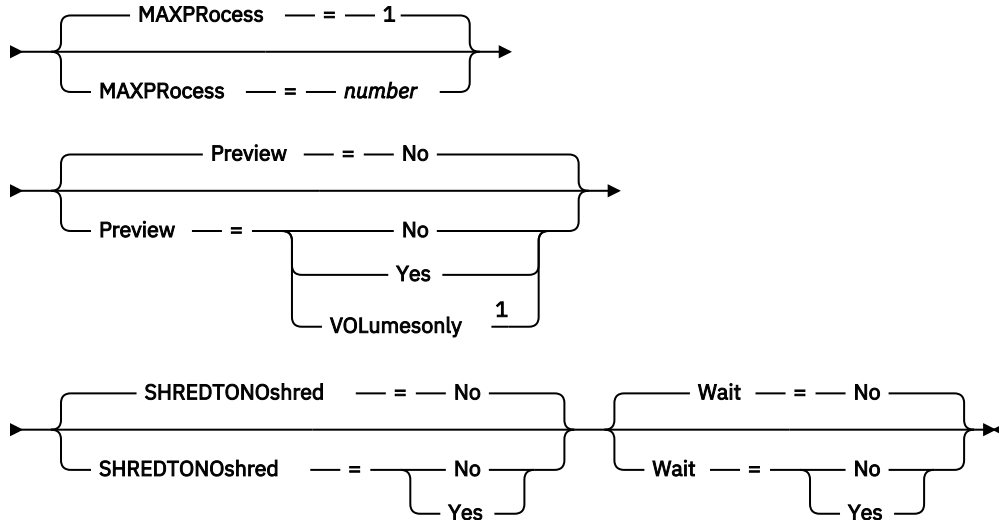 MAXPRocess = 1
MAXPRocess = number
Preview = No
Preview = No
Yes
VOLumesonly 1
SHREDTONOshred = No Wait = No
SHREDTONOshred = No Wait = No
Yes Yes